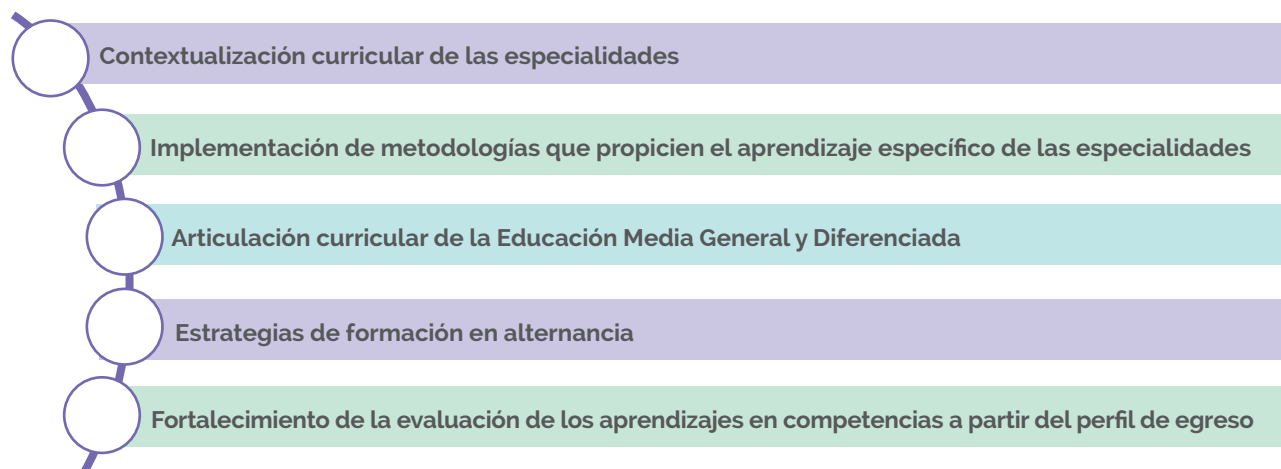 Contextualización curricular de las especialidades
Implementación de metodologías que propicien el aprendizaje específico de las especialidades
Articulación curricular de la Educación Media General y Diferenciada
Estrategias de formación en alternancia
Fortalecimiento de la evaluación de los aprendizajes en competencias a partir del perfil de egreso